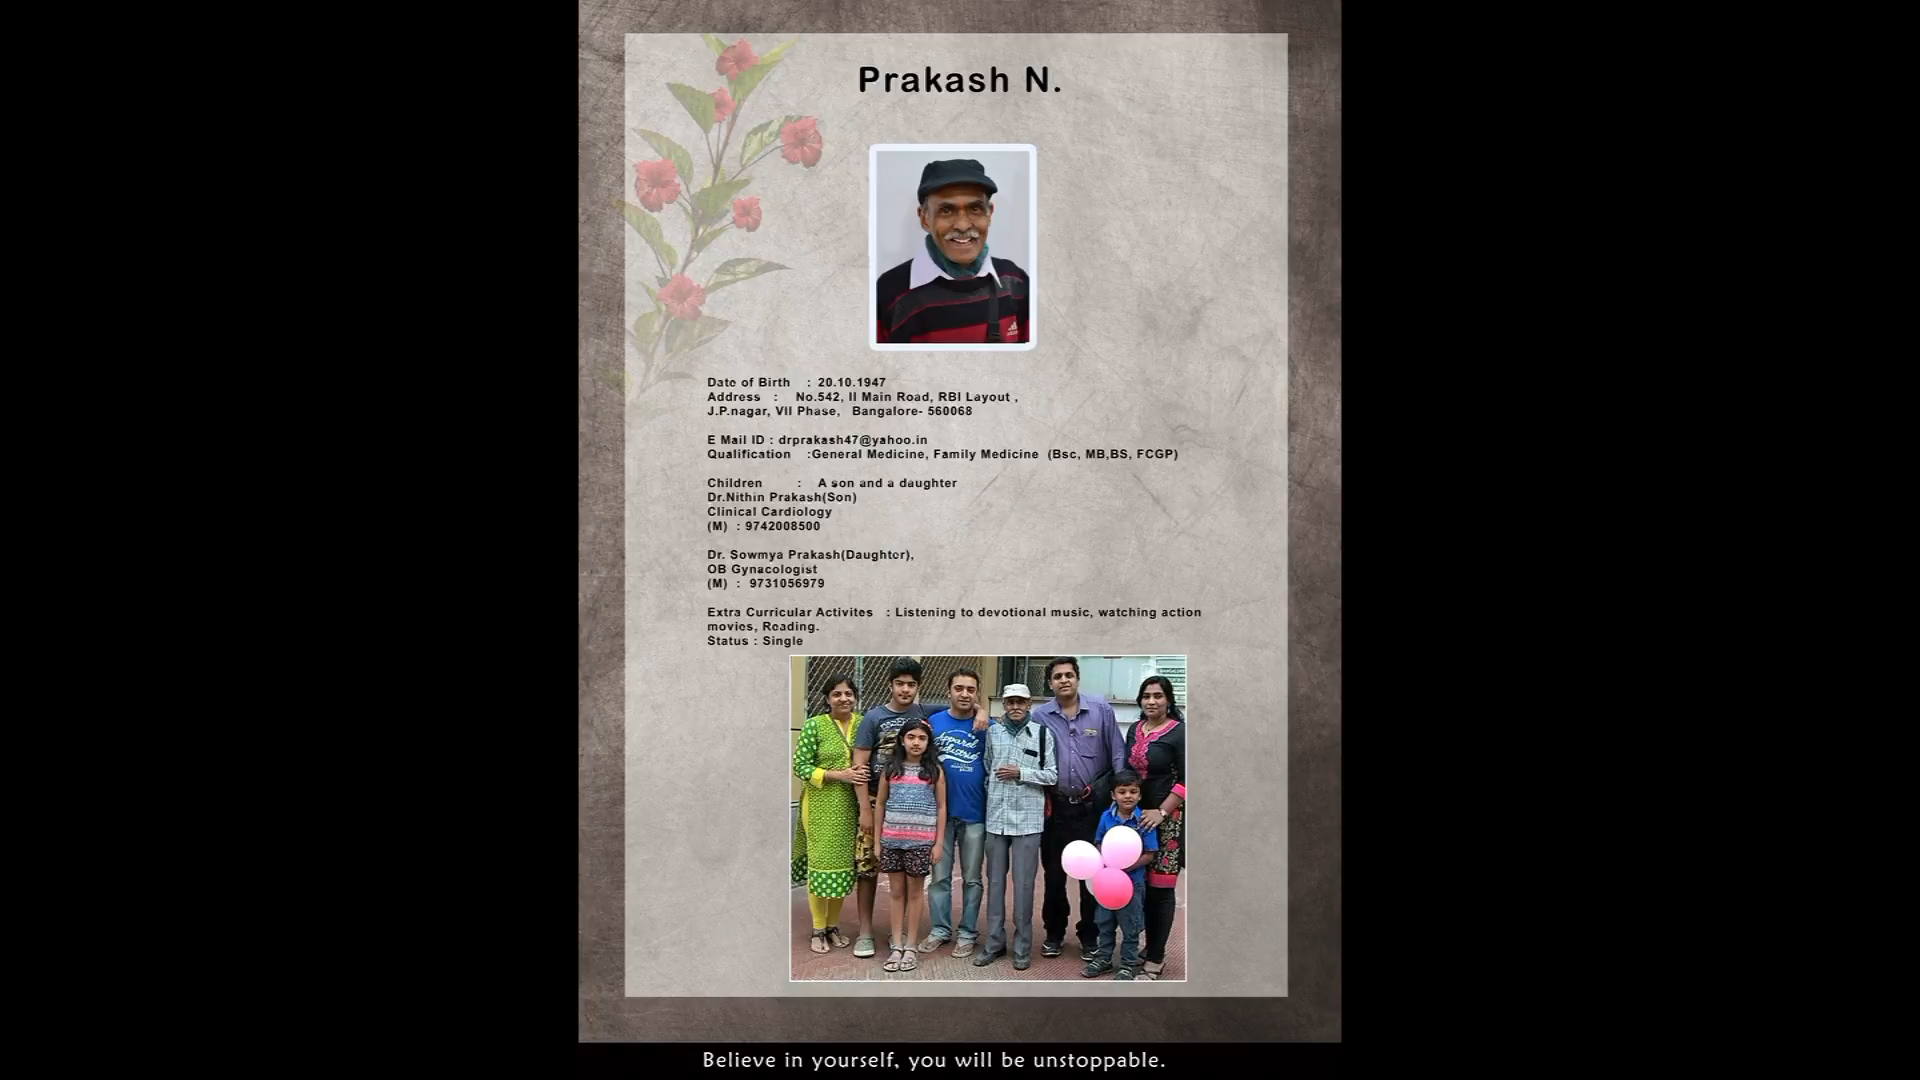 Prakash N.
Date of Birth : 20.10.1947
Address : No.542, II Main Road, RBI Layout ,
J.P.nagar, VII Phase, Bangalore- 560068
E Mail ID : drprakash47@yahoo.in
Qualification :General Medicine, Family Medicine (Bsc, MB,BS, FCGP)
Children : A son and a daughter
Dr.Nithin Prakash(Son)
Clinical Cardiology
(M) : 9742008500
Dr. Sowmya Prakash(Daughter),
OB Gynacologist
(M) : 9731056979
Extra Curricular Activites : Listening to devotional music, watching action
movies, Reading.
Status : Single
Apparel
Believe in yourself, you will be unstoppable.